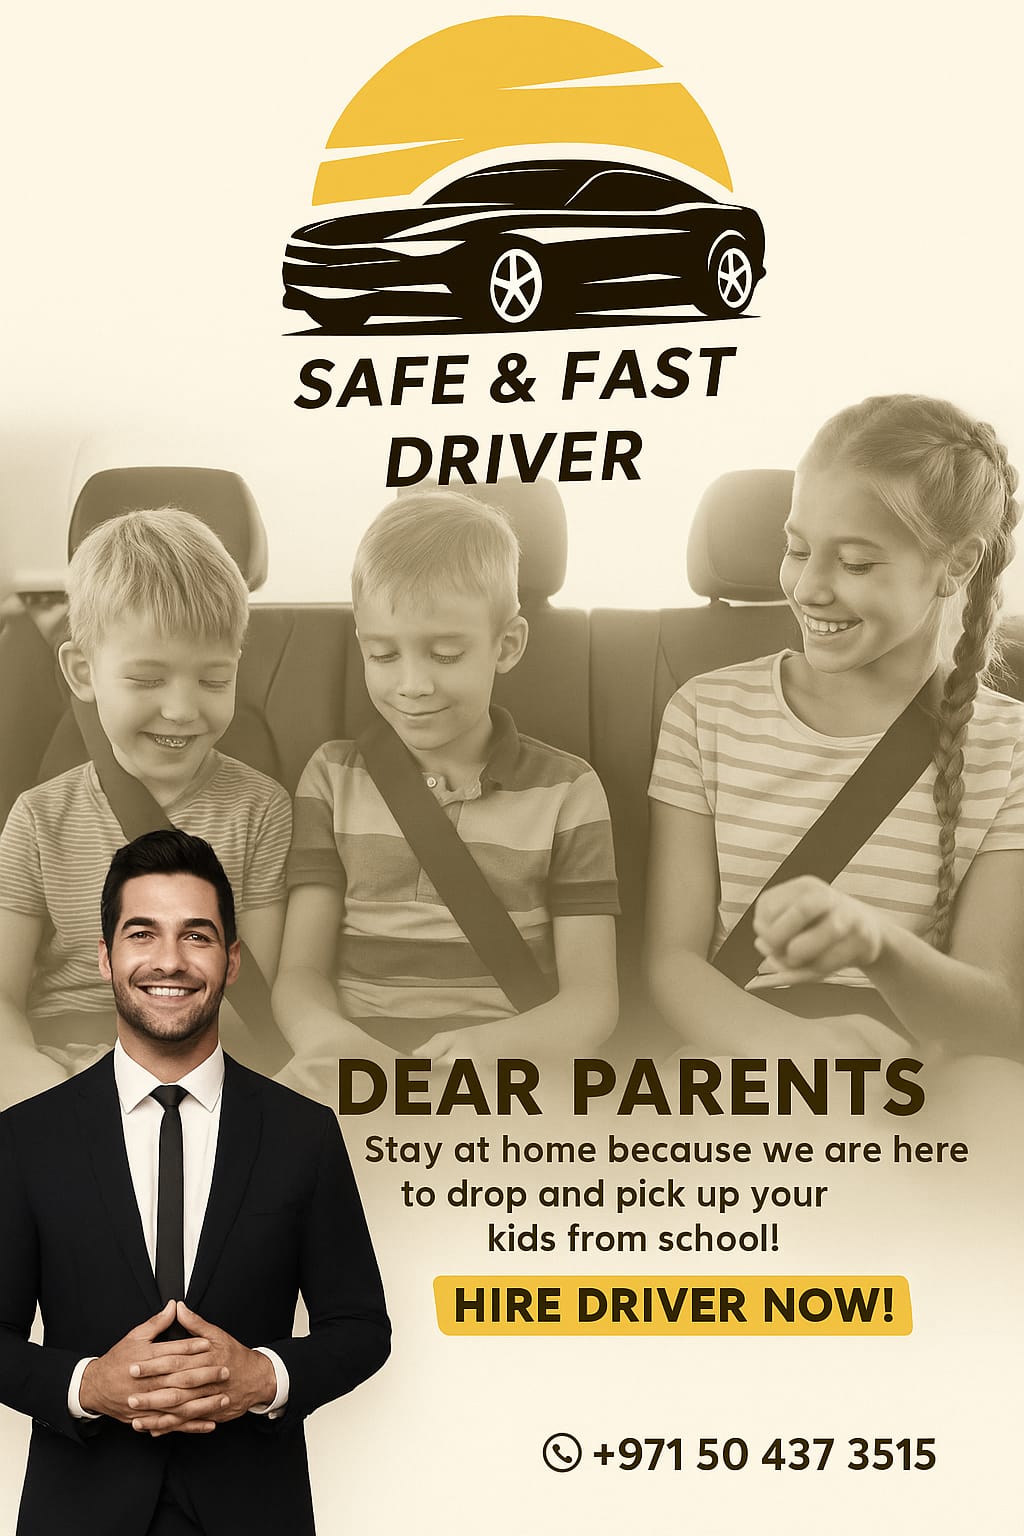 SAFE & FAST
DRIVER
DEAR PARENTS
Stay at home because we are here
to drop and pick up your
kids from school!
HIRE DRIVER NOW!
+971 50 437 3515